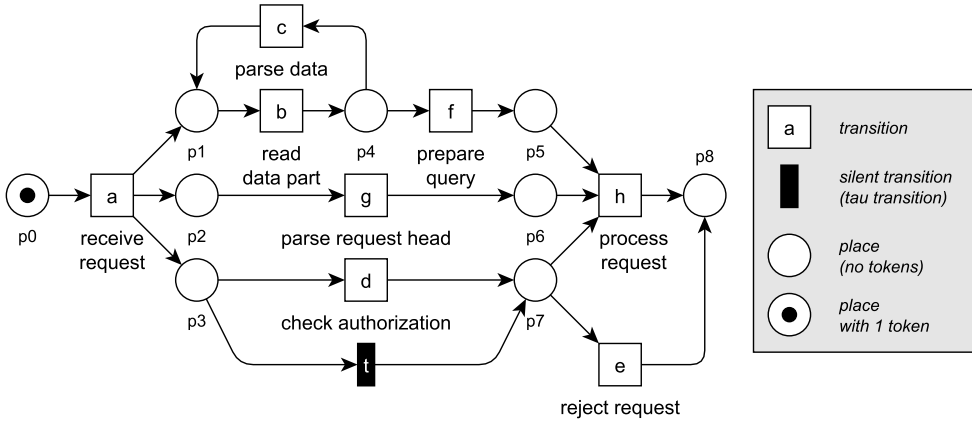 c
parse data
b
f
p1
read
data part
p4
prepare
query
p5
p8
a
p0
receive
request
p2
g
parse request head
p6
h
process
request
d
p3
check authorization
p7
t
e
reject request
a
transition
silent transition
(tau transition)
place
(no tokens)
place
with 1 token